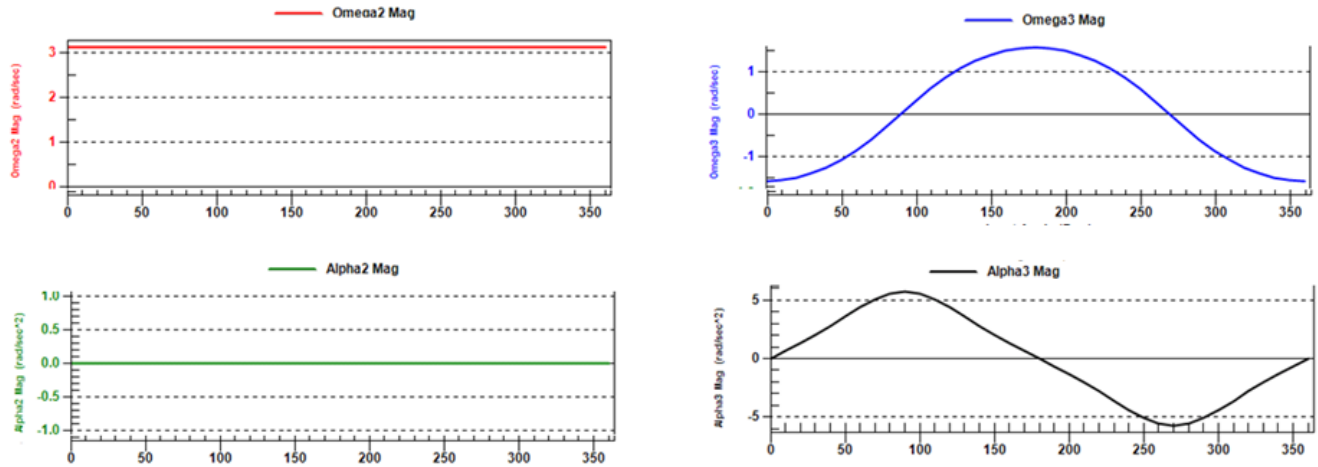 Omega2 Mag
Omega2 Mag (rad/sec)
3
2
1
0
0 50 100 150 200 250 300 350
Omega3 Mag
Omega3 Mag (rad/sec)
1
0
-1
0 50 100 150 200 250 300 350
Alpha2 Mag
Alpha2 Mag (rad/sec^2)
1.0
0.5
0.0
-0.5
-1.0
0 50 100 150 200 250 300 350
Alpha3 Mag
Alpha3 Mag (rad/sec^2)
5
0
-5
0 50 100 150 200 250 300 350